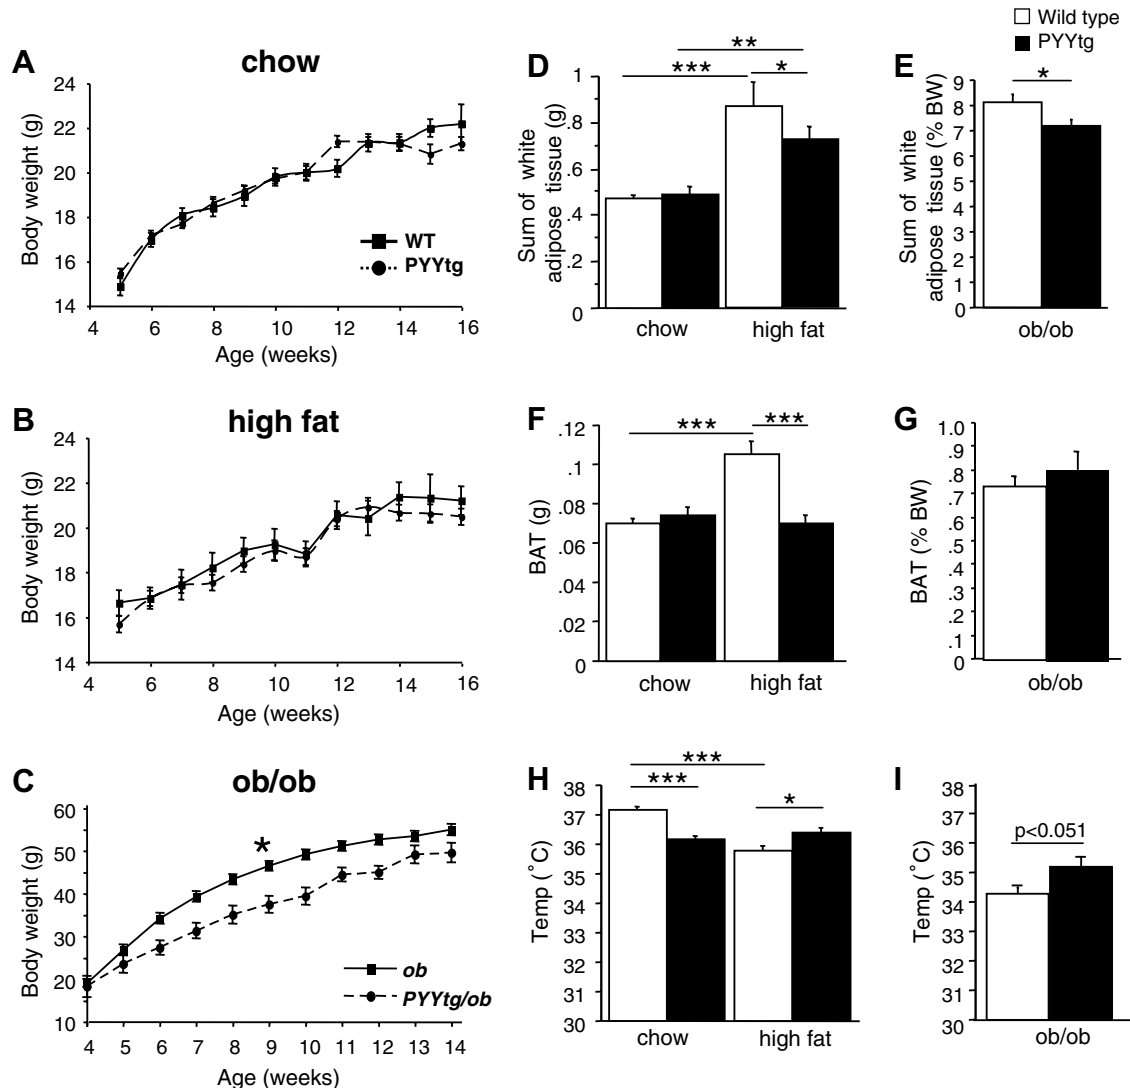 Wild type
PYYtg
A
chow
Body weight (g)
24
22
20
18
16
14
WT
PYYtg
4
6
8
10
12
14
16
Age (weeks)
D
**
***
*
Sum of white
adipose tissue (g)
1
.8
.6
.4
.2
0
chow
high fat
E
*
Sum of white
adipose tissue (% BW)
9
8
7
6
5
4
3
2
1
0
ob/ob
B
high fat
Body weight (g)
24
22
20
18
16
14
4
6
8
10
12
14
16
Age (weeks)
F
***
***
BAT (g)
.12
.1
.08
.06
.04
.02
0
chow
high fat
G
BAT (% BW)
1.0
.9
.8
.7
.6
.5
.4
.3
.2
.1
0
ob/ob
C
ob/ob
Body weight (g)
60
50
40
30
20
10
*
ob
PYYtg/ob
4
5
6
7
8
9
10
11
12
13
14
Age (weeks)
H
***
***
*
Temp (°C)
38
37
36
35
34
33
32
31
30
chow
high fat
I
p<0.051
Temp (°C)
38
37
36
35
34
33
32
31
30
ob/ob